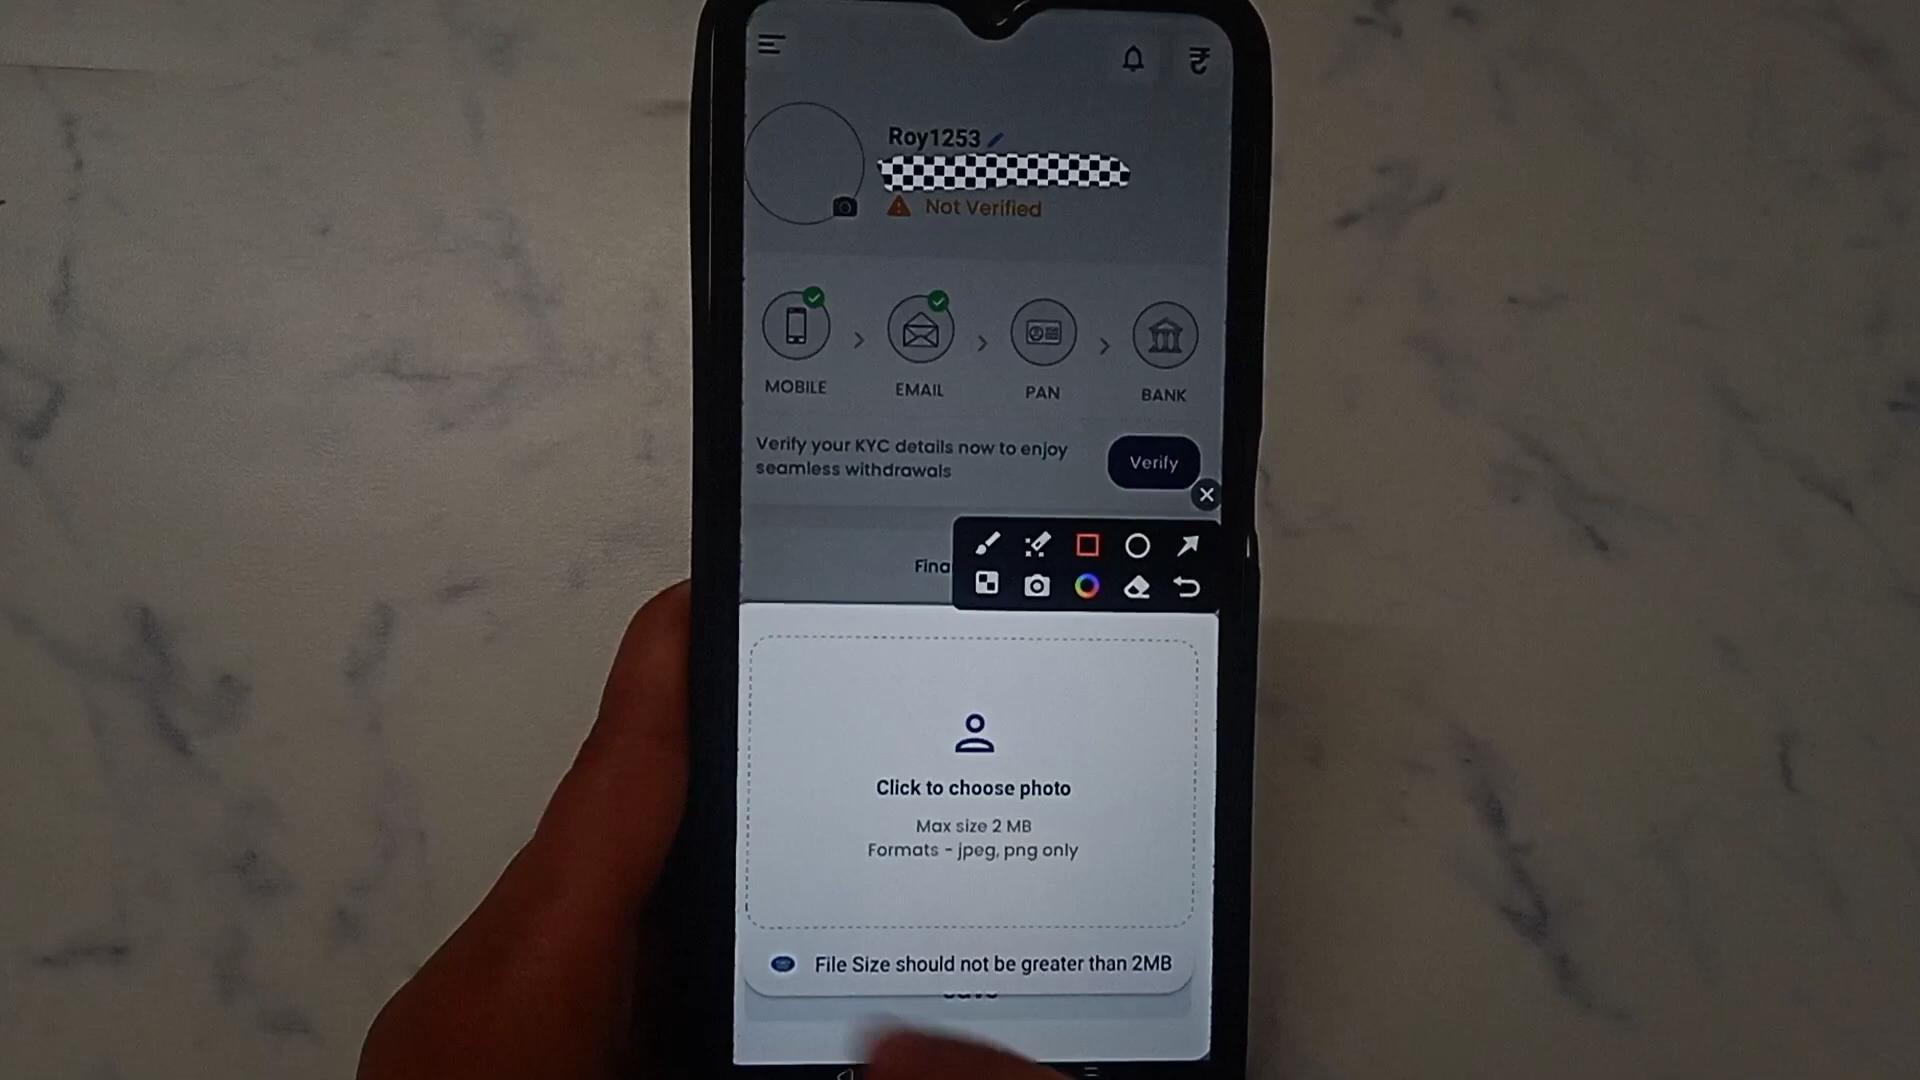 Roy1253
Not Verified
MOBILE
EMAIL
PAN
BANK
Verify your KYC details now to enjoy
seamless withdrawals
Verify
Fina
Click to choose photo
Max size 2 MB
Formats - jpeg, png only
File Size should not be greater than 2MB